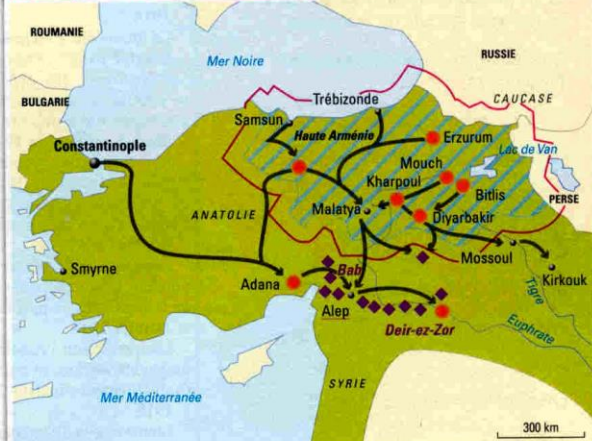 ROUMANIE
Mer Noire
RUSSIE
BULGARIE
Trébizonde
CAUCASE
Samsun
Haute Arménie
Erzurum
Lac de Van
Constantinople
Mouch
Kharpoul
Bitlis
PERSE
ANATOLIE
Malatya
Diyarbakir
Mossoul
Smyrne
Adana
Bab
Kirkouk
Alep
Tigre
Deir-ez-Zor
Euphrate
SYRIE
Mer Méditerranée
300 km